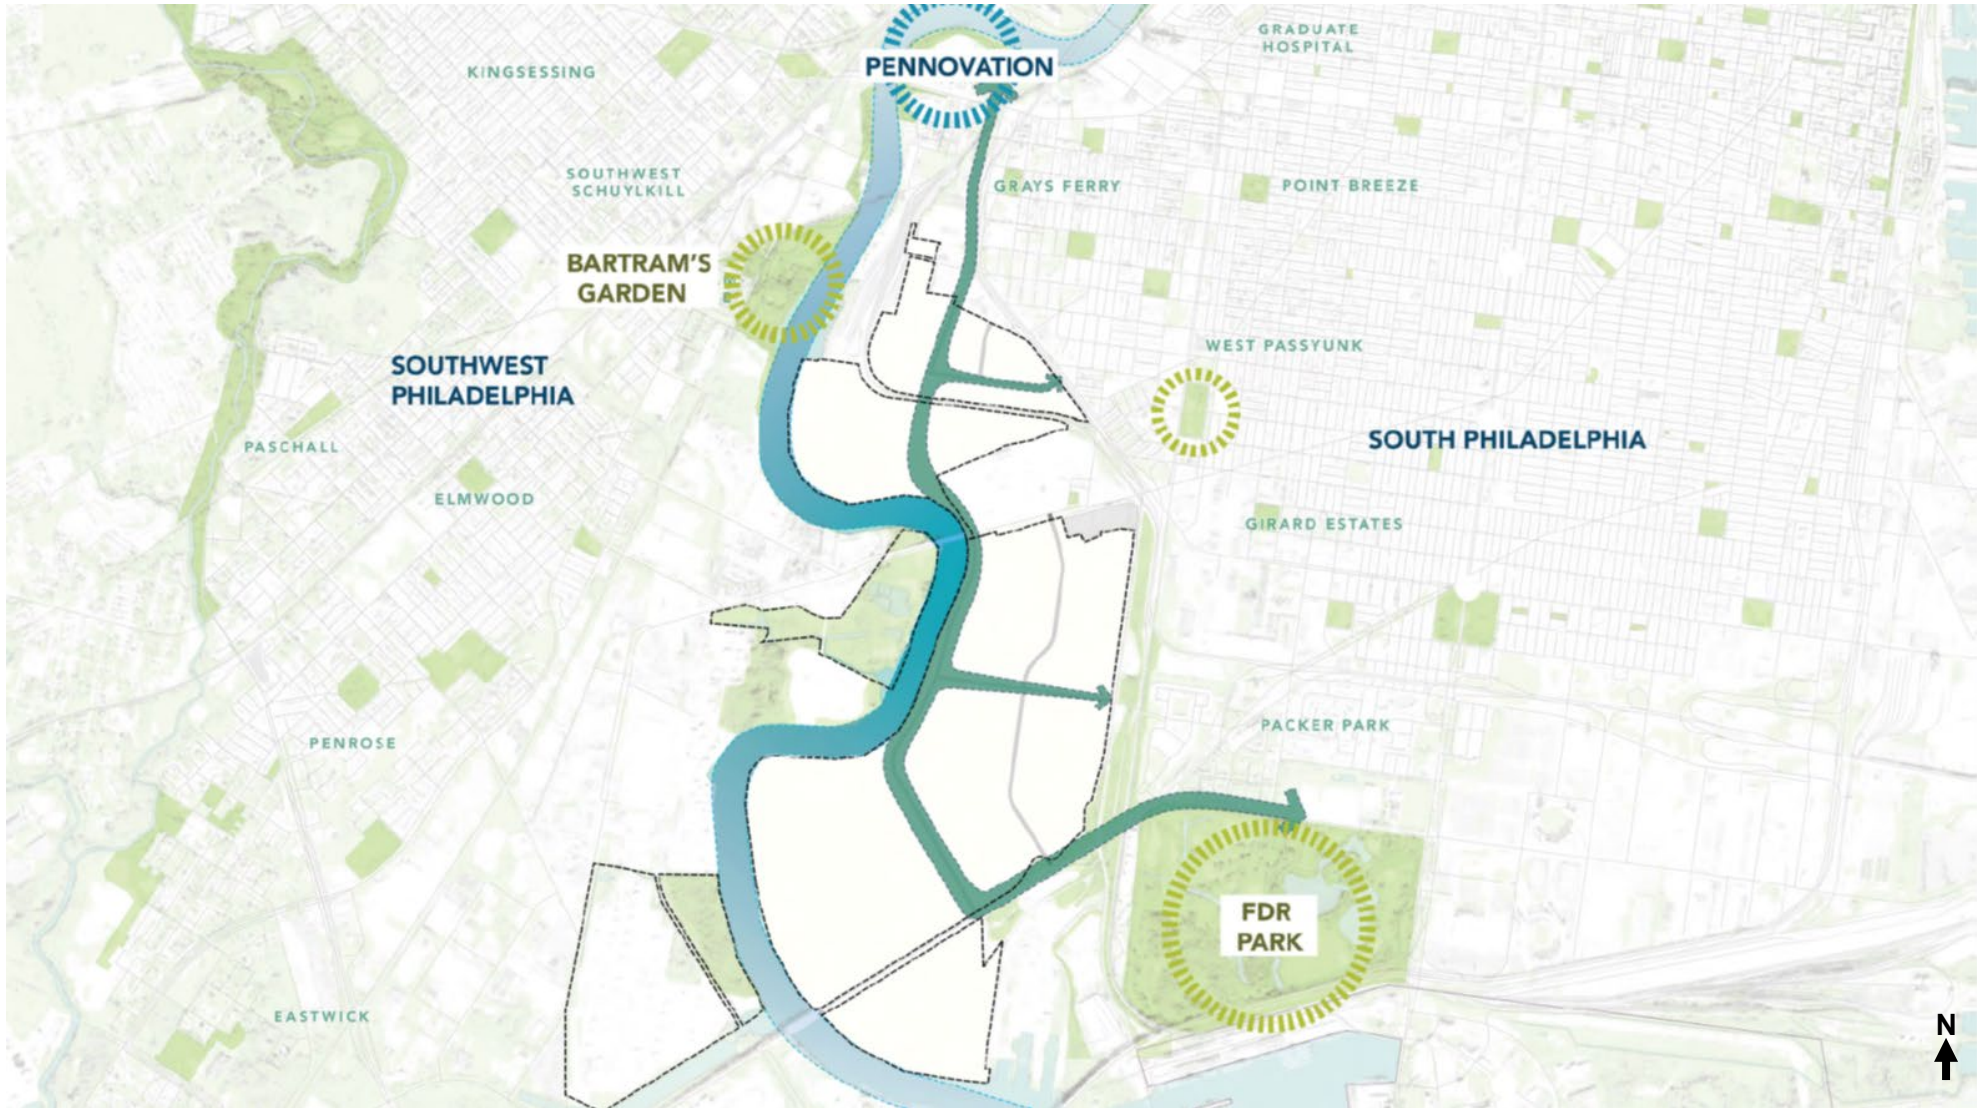 GRADUATE
HOSPITAL
KINGSESSING
PENNOVATION
SOUTHWEST
SCHUYLKILL
GRAYS FERRY
POINT BREEZE
BARTRAM'S
GARDEN
WEST PASSYUNK
SOUTHWEST
PHILADELPHIA
SOUTH PHILADELPHIA
PASCHALL
ELMWOOD
GIRARD ESTATES
PACKER PARK
PENROSE
FDR
PARK
EASTWICK
N